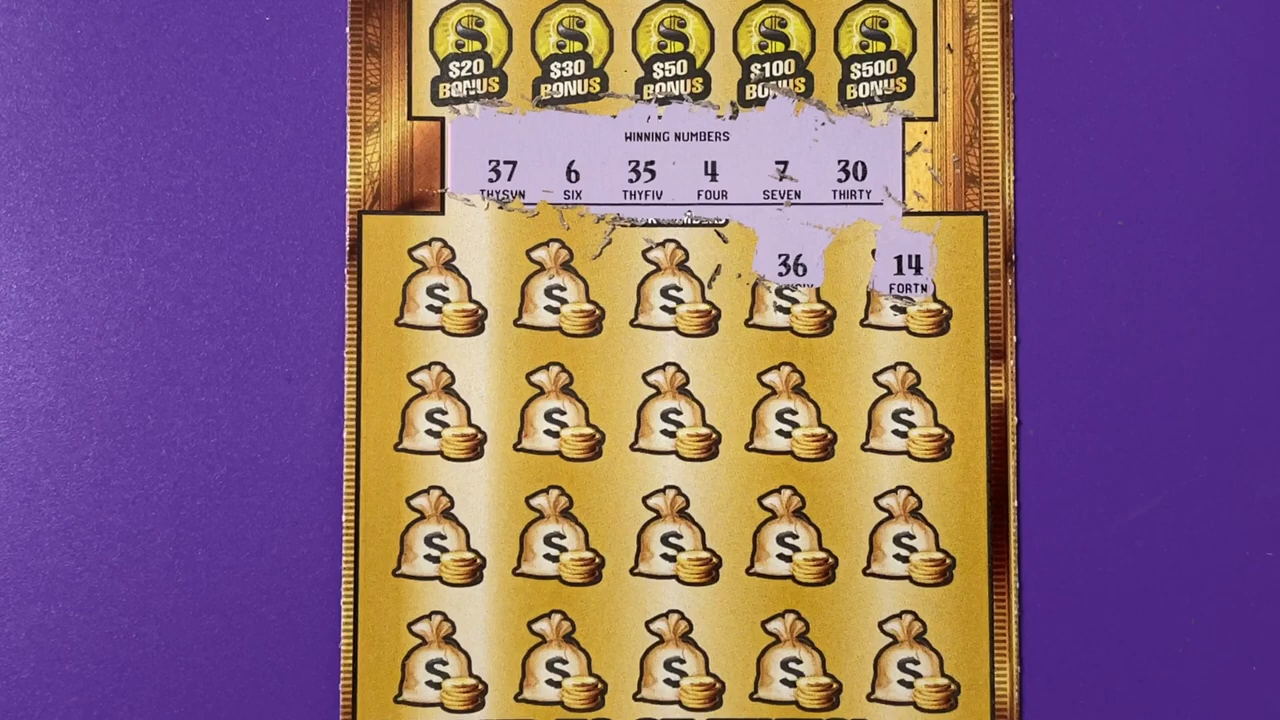 $20 $30 $50 $100 $500
BONUS BONUS BONUS BONUS BONUS
WINNING NUMBERS
37 6 35 4 7 30
THYSVN SIX THYFIV FOUR SEVEN THIRTY
36 14
FORTN